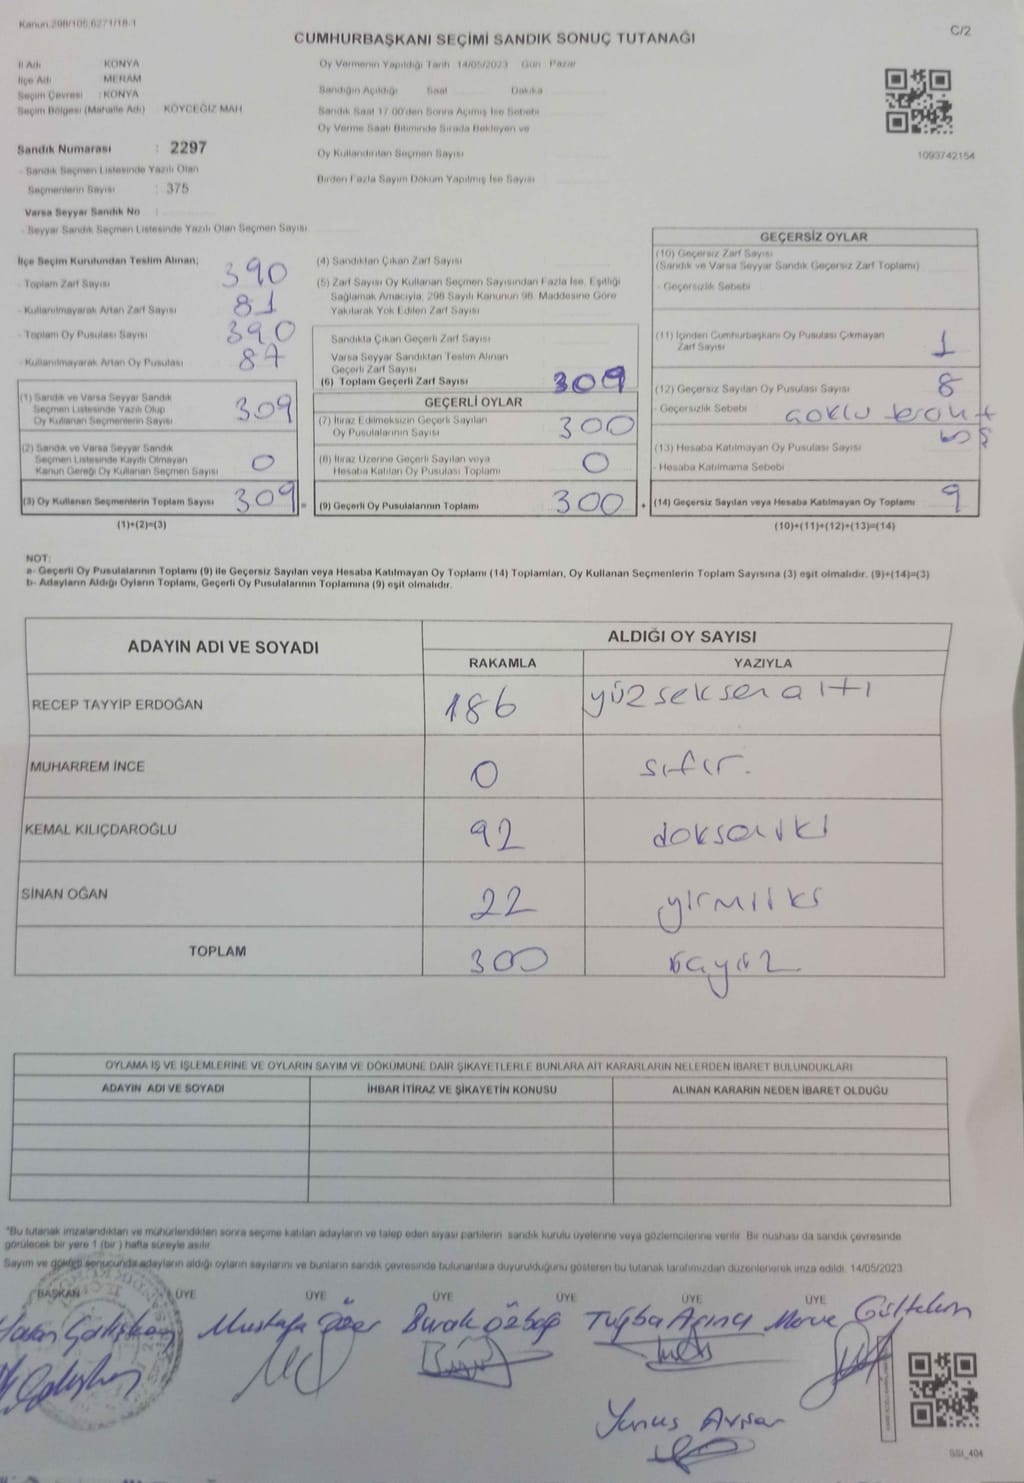 Kanun.298/105.6271/18-1
C/2
CUMHURBAŞKANI SEÇİMİ SANDIK SONUÇ TUTANAĞI
İl Adı KONYA
İlçe Adı MERAM
Seçim Çevresi : KONYA
Seçim Bölgesi (Mahalle Adı) KÖYCEĞİZ MAH.
Oy Vermenin Yapıldığı Tarih 14/05/2023 Gün : Pazar
Sandığın Açıldığı Saat Dakika
Sandık Saat 17.00'den Sonra Açılmış İse Sebebi
Oy Verme Saati Bitiminde Sırada Bekleyen ve
Oy Kullandırılan Seçmen Sayısı
Birden Fazla Sayım Döküm Yapılmış İse Sayısı
1093742154
Sandık Numarası : 2297
- Sandık Seçmen Listesinde Yazılı Olan
Seçmenlerin Sayısı : 375
Varsa Seyyar Sandık No :
- Seyyar Sandık Seçmen Listesinde Yazılı Olan Seçmen Sayısı
İlçe Seçim Kurulundan Teslim Alınan;
- Toplam Zarf Sayısı 390
- Kullanılmayarak Artan Zarf Sayısı 81
- Toplam Oy Pusulası Sayısı 390
- Kullanılmayarak Artan Oy Pusulası
(1) Sandık ve Varsa Seyyar Sandık
Seçmen Listesinde Yazılı Olup
Oy Kullanan Seçmenlerin Sayısı 309
(2) Sandık ve Varsa Seyyar Sandık
Seçmen Listesinde Kayıtlı Olmayan
Kanun Gereği Oy Kullanan Seçmen Sayısı 0
(3) Oy Kullanan Seçmenlerin Toplam Sayısı 309 =
(1)+(2)=(3)
(4) Sandıktan Çıkan Zarf Sayısı
(5) Zarf Sayısı Oy Kullanan Seçmen Sayısından Fazla İse, Eşitliği
Sağlamak Amacıyla, 298 Sayılı Kanunun 98. Maddesine Göre
Yakılarak Yok Edilen Zarf Sayısı
Sandıkta Çıkan Geçerli Zarf Sayısı
Varsa Seyyar Sandıktan Teslim Alınan
Geçerli Zarf Sayısı
(6) Toplam Geçerli Zarf Sayısı 309
GEÇERLİ OYLAR
(7) İtiraz Edilmeksizin Geçerli Sayılan
Oy Pusulalarının Sayısı 300
(8) İtiraz Üzerine Geçerli Sayılan veya
Hesaba Katılan Oy Pusulası Toplamı 0
(9) Geçerli Oy Pusulalarının Toplamı 300 +
GEÇERSİZ OYLAR
(10) Geçersiz Zarf Sayısı
(Sandık ve Varsa Seyyar Sandık Geçersiz Zarf Toplamı)
- Geçersizlik Sebebi
(11) İçinden Cumhurbaşkanı Oy Pusulası Çıkmayan
Zarf Sayısı 1
(12) Geçersiz Sayılan Oy Pusulası Sayısı 8
- Geçersizlik Sebebi
(13) Hesaba Katılmayan Oy Pusulası Sayısı
- Hesaba Katılmama Sebebi
(14) Geçersiz Sayılan veya Hesaba Katılmayan Oy Toplamı 9
(10)+(11)+(12)+(13)=(14)
NOT:
a- Geçerli Oy Pusulalarının Toplamı (9) ile Geçersiz Sayılan veya Hesaba Katılmayan Oy Toplamı (14) Toplamları, Oy Kullanan Seçmenlerin Toplam Sayısına (3) eşit olmalıdır. (9)+(14)=(3)
b- Adayların Aldığı Oyların Toplamı, Geçerli Oy Pusulalarının Toplamına (9) eşit olmalıdır.
ADAYIN ADI VE SOYADI
ALDIĞI OY SAYISI
RAKAMLA YAZIYLA
RECEP TAYYİP ERDOĞAN 186 yüzseksenaltı
MUHARREM İNCE 0 sıfır.
KEMAL KILIÇDAROĞLU 92 doksaniki
SİNAN OĞAN 22 yirmiiki
TOPLAM 300
OYLAMA İŞ VE İŞLEMLERİNE VE OYLARIN SAYIM VE DÖKÜMÜNE DAİR ŞİKAYETLERLE BUNLARA AİT KARARLARIN NELERDEN İBARET BULUNDUKLARI
ADAYIN ADI VE SOYADI İHBAR İTİRAZ VE ŞİKAYETİN KONUSU ALINAN KARARIN NEDEN İBARET OLDUĞU
"Bu tutanak imzalandıktan ve mühürlendikten sonra seçime katılan adayların ve talep eden siyasi partilerin sandık kurulu üyelerine veya gözlemcilerine verilir. Bir nüshası da sandık çevresinde
görülecek bir yere 1 (bir ) hafta süreyle asılır.
Sayım ve döküm sonucunda adayların aldığı oyların sayılarını ve bunların sandık çevresinde bulunanlara duyurulduğunu gösteren bu tutanak tarafımızdan düzenlenerek imza edildi. 14/05/2023
BAŞKAN ÜYE ÜYE ÜYE ÜYE ÜYE ÜYE
Hasan Çalışkan Mustafa Özer Burak Özbağ Tuğba Ağırıcı Merve Gültekin
Yunus Avşar
SSI_404